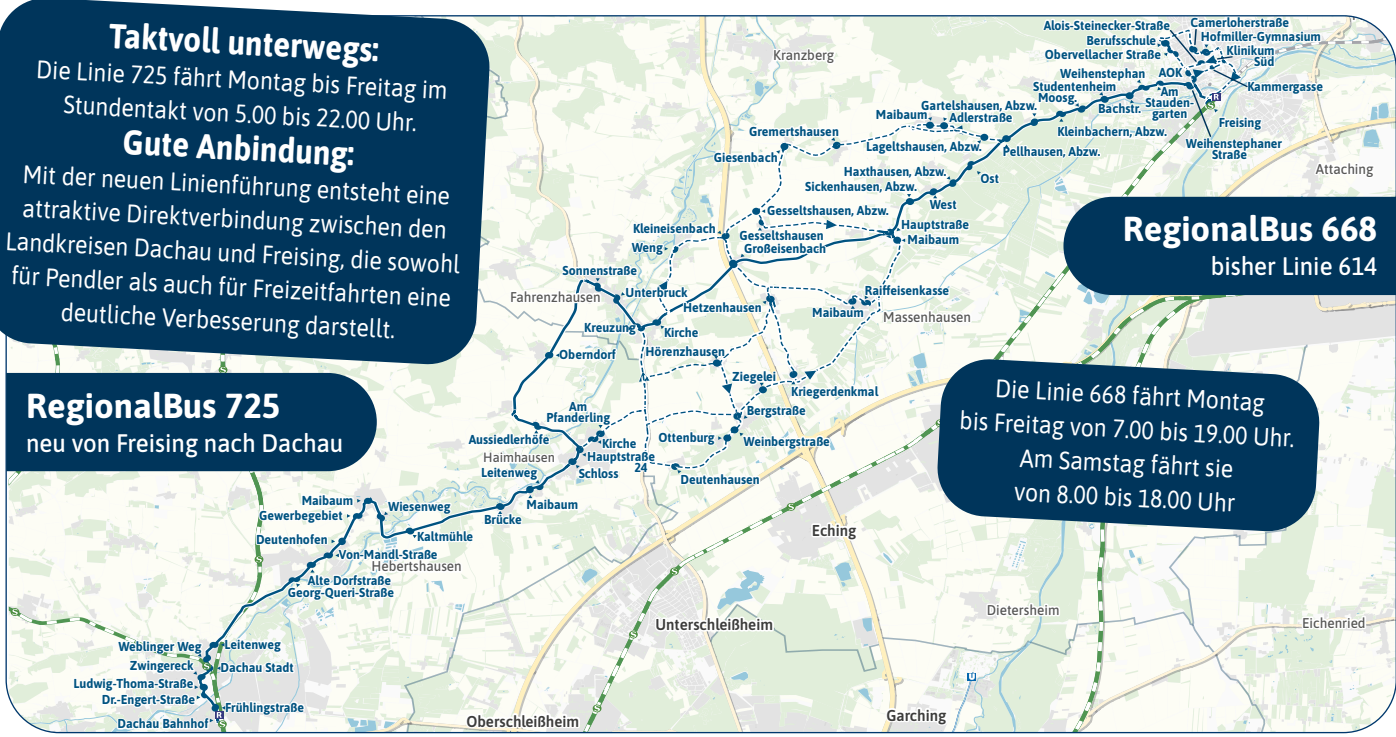 Taktvoll unterwegs:
Die Linie 725 fährt Montag bis Freitag im
Stundentakt von 5.00 bis 22.00 Uhr.
Gute Anbindung:
Mit der neuen Linienführung entsteht eine
attraktive Direktverbindung zwischen den
Landkreisen Dachau und Freising, die sowohl
für Pendler als auch für Freizeitfahrten eine
deutliche Verbesserung darstellt.
RegionalBus 725
neu von Freising nach Dachau
RegionalBus 668
bisher Linie 614
Die Linie 668 fährt Montag
bis Freitag von 7.00 bis 19.00 Uhr.
Am Samstag fährt sie
von 8.00 bis 18.00 Uhr
Kranzberg
Alois-Steinecker-Straße
Camerloherstraße
Berufsschule
Hofmiller-Gymnasium
Obervellacher Straße
Klinikum
Süd
Weihenstephan
AOK
Studentenheim
Kammergasse
Moosg.
Am
Stauden-
garten
Bachstr.
Freising
Weihenstephaner
Straße
Attaching
Gartelshausen, Abzw.
Maibaum
Adlerstraße
Kleinbachern, Abzw.
Gremertshausen
Lageltshausen, Abzw.
Pellhausen, Abzw.
Giesenbach
Haxthausen, Abzw.
Ost
Sickenhausen, Abzw.
West
Gesseltshausen, Abzw.
Hauptstraße
Kleineisenbach
Gesseltshausen
Maibaum
Weng
Großeisenbach
Sonnenstraße
Fahrenzhausen
Unterbruck
Raiffeisenkasse
Hetzenhausen
Maibaum
Massenhausen
Kreuzung
Kirche
Oberndorf
Hörenzhausen
Ziegelei
Kriegerdenkmal
Am
Pfanderling
Bergstraße
Aussiedlerhöfe
Kirche
Ottenburg
Weinbergstraße
Haimhausen
Hauptstraße
24
Leitenweg
Schloss
Deutenhausen
Maibaum
Wiesenweg
Maibaum
Gewerbegebiet
Brücke
Kaltmühle
Deutenhofen
Von-Mandl-Straße
Hebertshausen
Alte Dorfstraße
Georg-Queri-Straße
Eching
Dietersheim
Eichenried
Unterschleißheim
Weblinger Weg
Leitenweg
Zwingereck
Dachau Stadt
Ludwig-Thoma-Straße
Dr.-Engert-Straße
Frühlingstraße
Dachau Bahnhof
Oberschleißheim
Garching
S
S
S
S
S
S
S
R
R
U